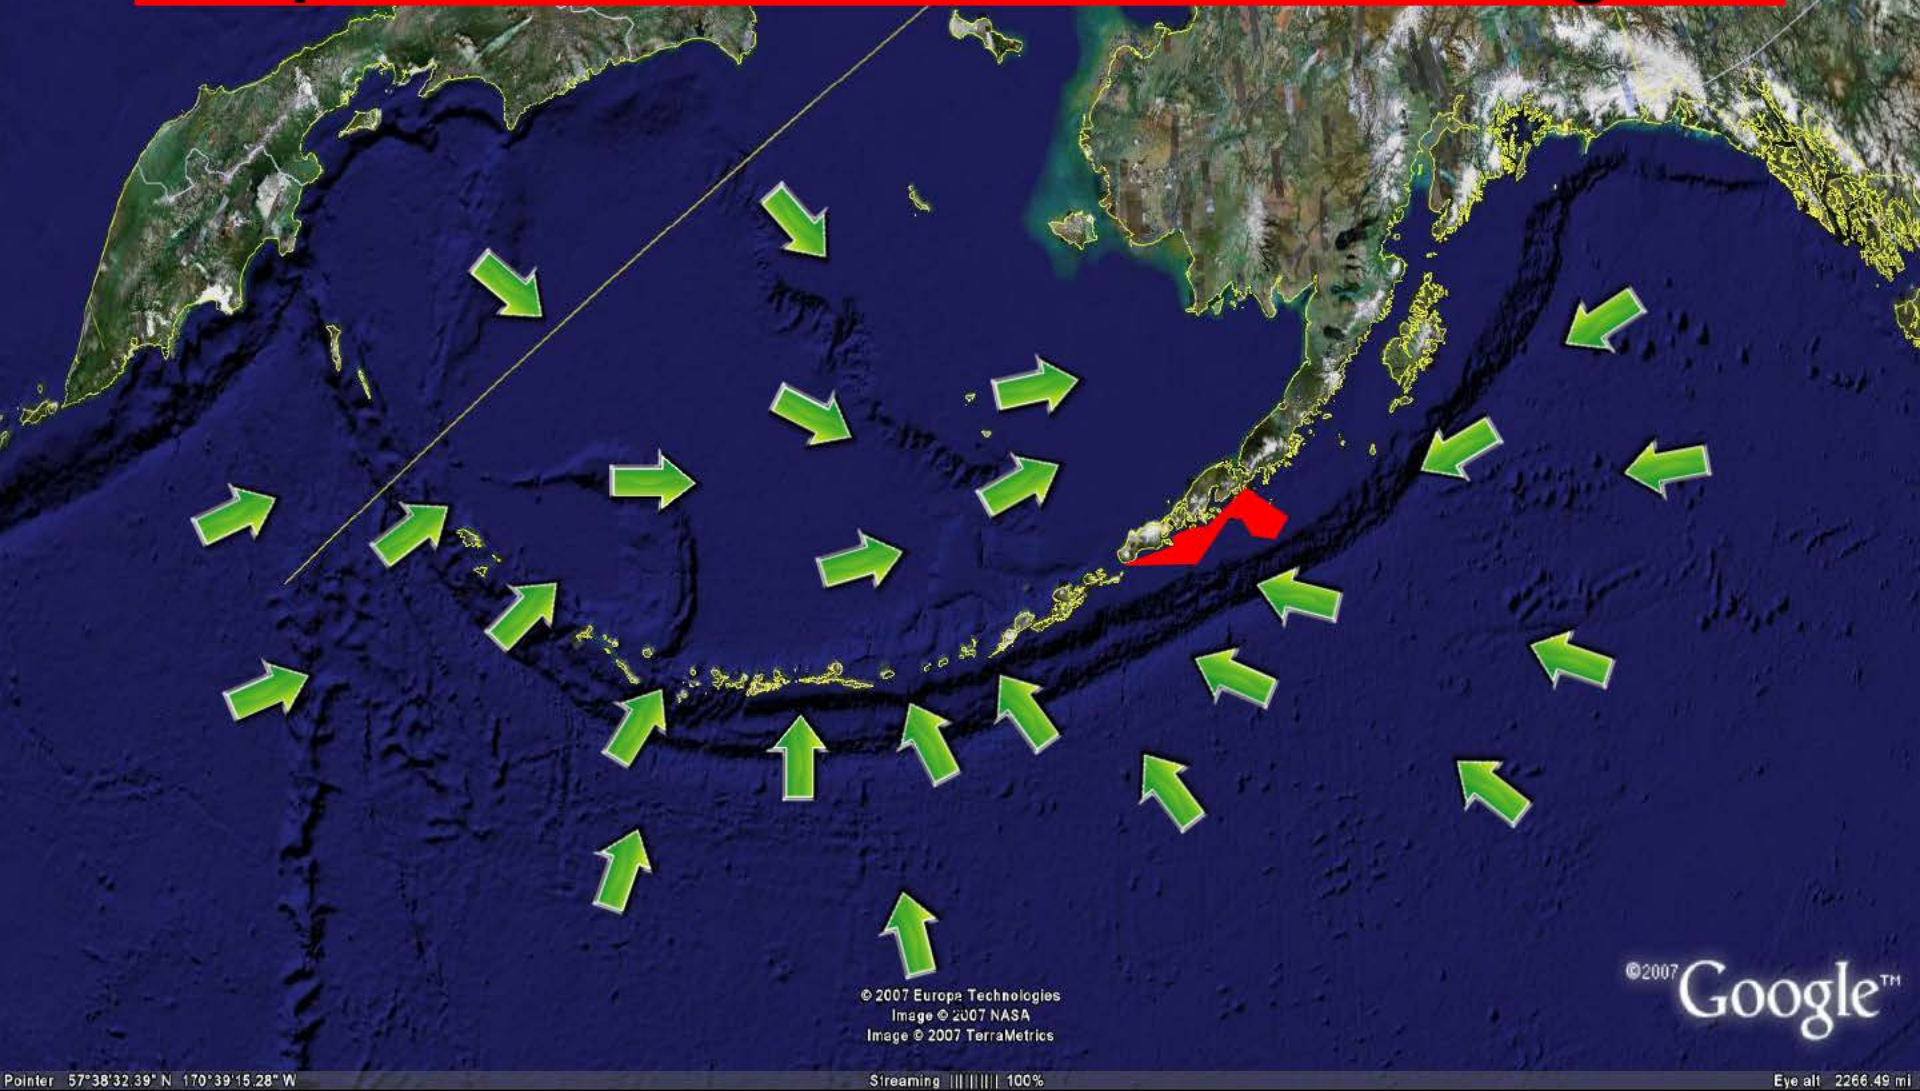 ©2007 Google™
© 2007 Europa Technologies
Image © 2007 NASA
Image © 2007 TerraMetrics
Pointer 57°38'32.39" N 170°39'15.28" W Streaming ||||||||| 100% Eye alt 2266.49 mi